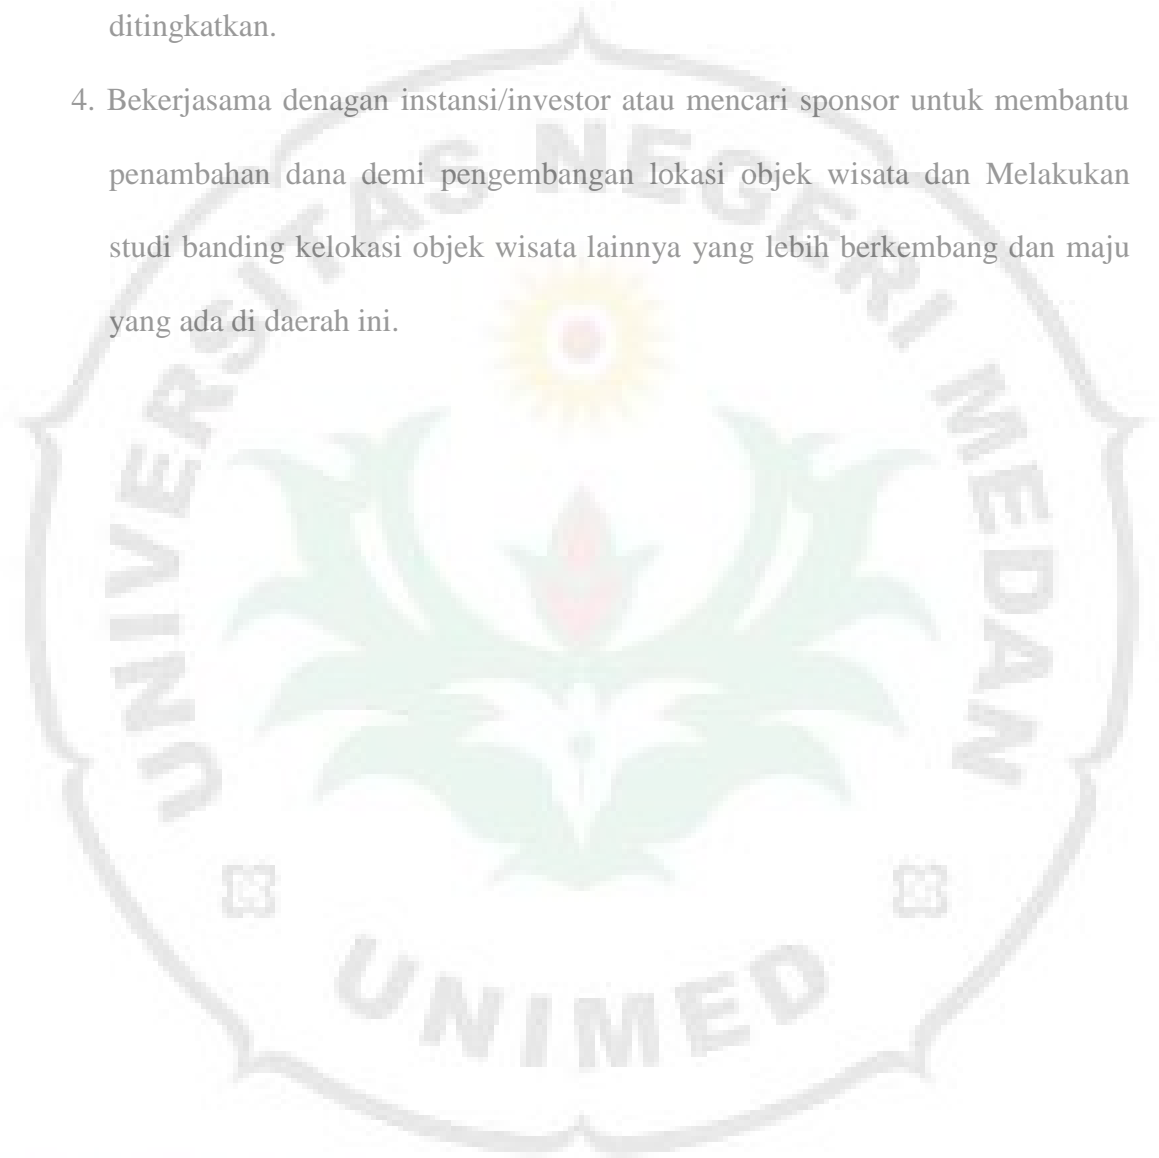 ditingkatkan.
4. Bekerjasama denagan instansi/investor atau mencari sponsor untuk membantu
penambahan dana demi pengembangan lokasi objek wisata dan Melakukan
studi banding kelokasi objek wisata lainnya yang lebih berkembang dan maju
yang ada di daerah ini.
UNIVERSITAS NEGERI MEDAN
UNIMED